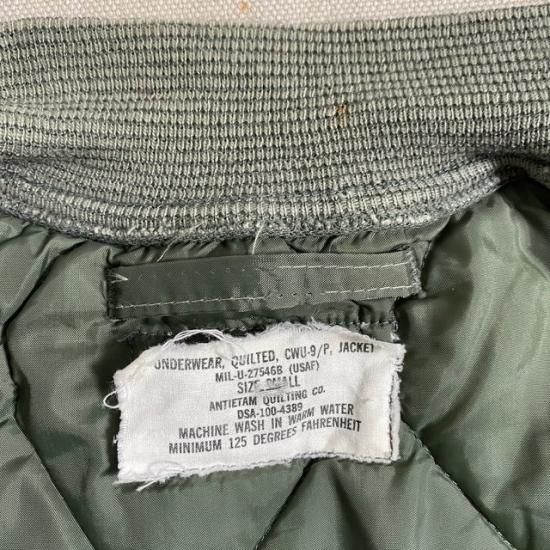 UNDERWEAR, QUILTED, CWU-9/P, JACKET
MIL-U-27546B (USAF)
SIZE SMALL
ANTIETAM QUILTING CO.
DSA-100-4389
MACHINE WASH IN WARM WATER
MINIMUM 125 DEGREES FAHRENHEIT